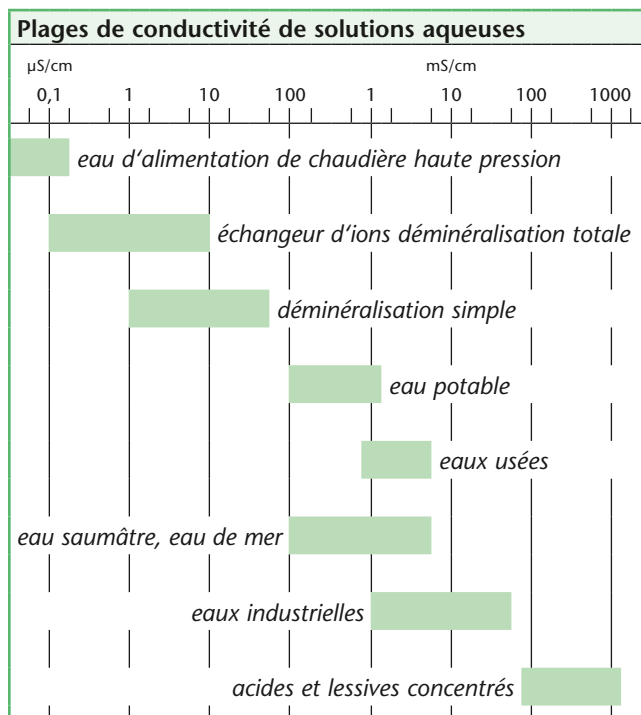 Plages de conductivité de solutions aqueuses
µS/cm mS/cm
0,1 1 10 100 1 10 100 1000
eau d‘alimentation de chaudière haute pression
échangeur d‘ions déminéralisation totale
déminéralisation simple
eau potable
eaux usées
eau saumâtre, eau de mer
eaux industrielles
acides et lessives concentrés